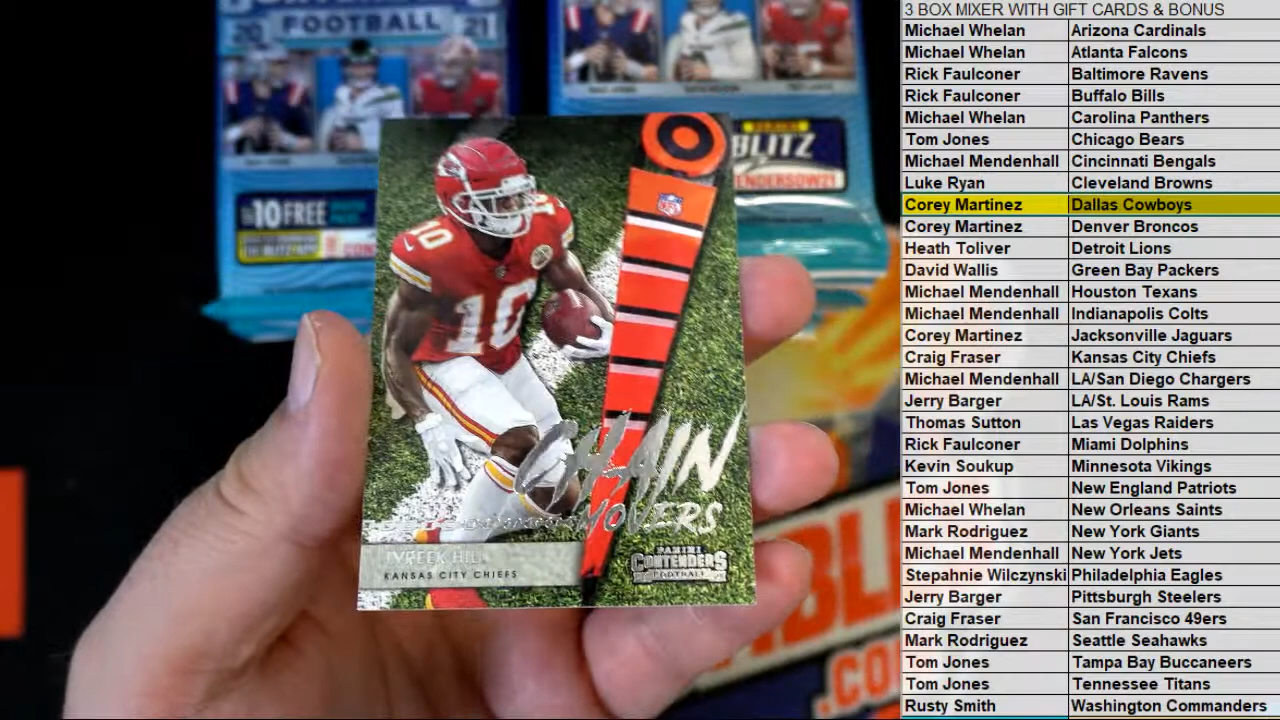 FOOTBALL
20 21
$10 FREE
PANINI
BLITZ
10
10
NFL
CHAIN
MOVERS
TYREEK HILL
KANSAS CITY CHIEFS
PANINI
CONTENDERS
FOOTBALL
.CO
3 BOX MIXER WITH GIFT CARDS & BONUS
Michael Whelan Arizona Cardinals
Michael Whelan Atlanta Falcons
Rick Faulconer Baltimore Ravens
Rick Faulconer Buffalo Bills
Michael Whelan Carolina Panthers
Tom Jones Chicago Bears
Michael Mendenhall Cincinnati Bengals
Luke Ryan Cleveland Browns
Corey Martinez Dallas Cowboys
Corey Martinez Denver Broncos
Heath Toliver Detroit Lions
David Wallis Green Bay Packers
Michael Mendenhall Houston Texans
Michael Mendenhall Indianapolis Colts
Corey Martinez Jacksonville Jaguars
Craig Fraser Kansas City Chiefs
Michael Mendenhall LA/San Diego Chargers
Jerry Barger LA/St. Louis Rams
Thomas Sutton Las Vegas Raiders
Rick Faulconer Miami Dolphins
Kevin Soukup Minnesota Vikings
Tom Jones New England Patriots
Michael Whelan New Orleans Saints
Mark Rodriguez New York Giants
Michael Mendenhall New York Jets
Stepahnie Wilczynski Philadelphia Eagles
Jerry Barger Pittsburgh Steelers
Craig Fraser San Francisco 49ers
Mark Rodriguez Seattle Seahawks
Tom Jones Tampa Bay Buccaneers
Tom Jones Tennessee Titans
Rusty Smith Washington Commanders